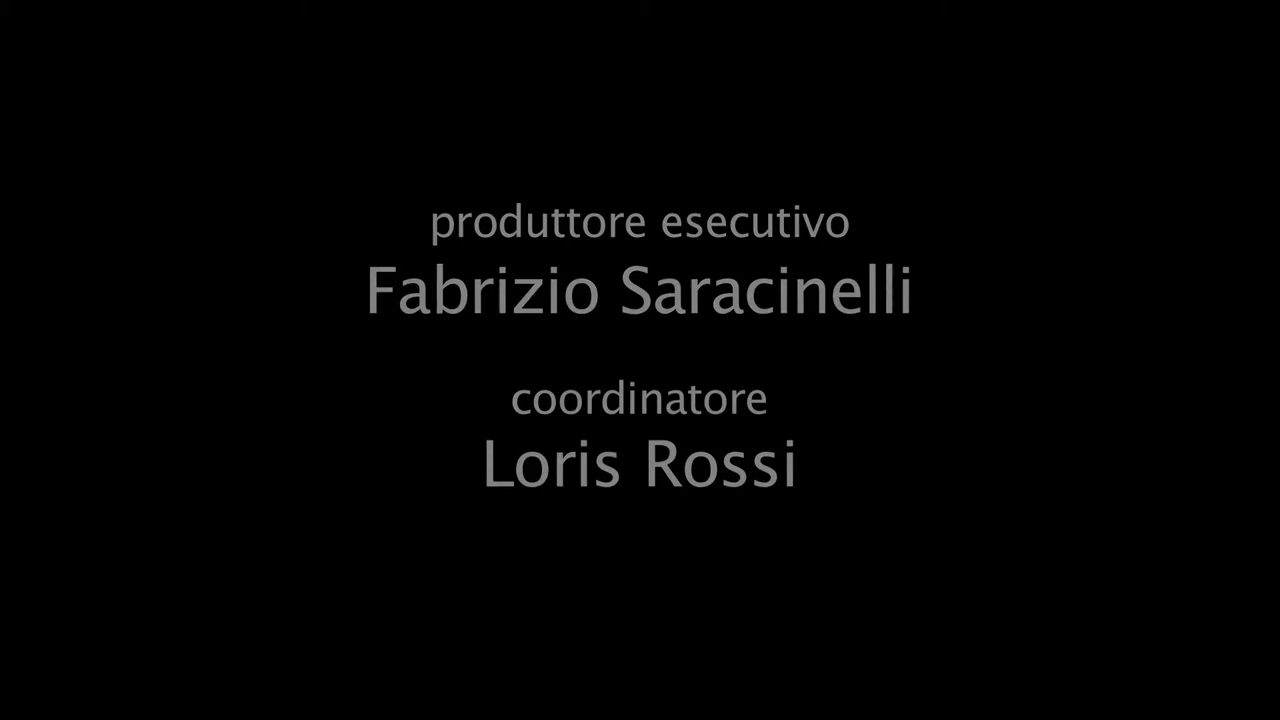 produttore esecutivo
Fabrizio Saracinelli
coordinatore
Loris Rossi